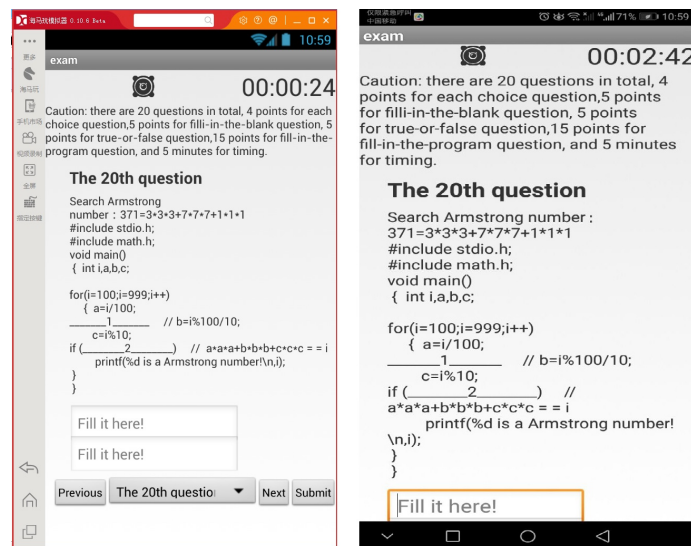 海马玩模拟器 0.10.6 Beta
更多
海马玩
手机市场
视频录制
全屏
指定按键
10:59
exam
00:00:24
Caution: there are 20 questions in total, 4 points for each
choice question,5 points for filli-in-the-blank question, 5
points for true-or-false question,15 points for fill-in-the-
program question, and 5 minutes for timing.
The 20th question
Search Armstrong
number：371=3*3*3+7*7*7+1*1*1
#include stdio.h;
#include math.h;
void main()
{ int i,a,b,c;
for(i=100;i=999;i++)
{ a=i/100;
_______1_______ // b=i%100/10;
c=i%10;
if (________2________) // a*a*a+b*b*b+c*c*c = = i
printf(%d is a Armstrong number!\n,i);
}
}
Fill it here!
Fill it here!
Previous
The 20th questio
Next
Submit
仅限紧急呼叫
中国移动
71%
10:59
exam
00:02:42
Caution: there are 20 questions in total, 4
points for each choice question,5 points
for filli-in-the-blank question, 5 points
for true-or-false question,15 points for
fill-in-the-program question, and 5 minutes
for timing.
The 20th question
Search Armstrong number：
371=3*3*3+7*7*7+1*1*1
#include stdio.h;
#include math.h;
void main()
{ int i,a,b,c;
for(i=100;i=999;i++)
{ a=i/100;
_______1_______ // b=i%100/10;
c=i%10;
if (________2________) //
a*a*a+b*b*b+c*c*c = = i
printf(%d is a Armstrong number!
\n,i);
}
}
Fill it here!